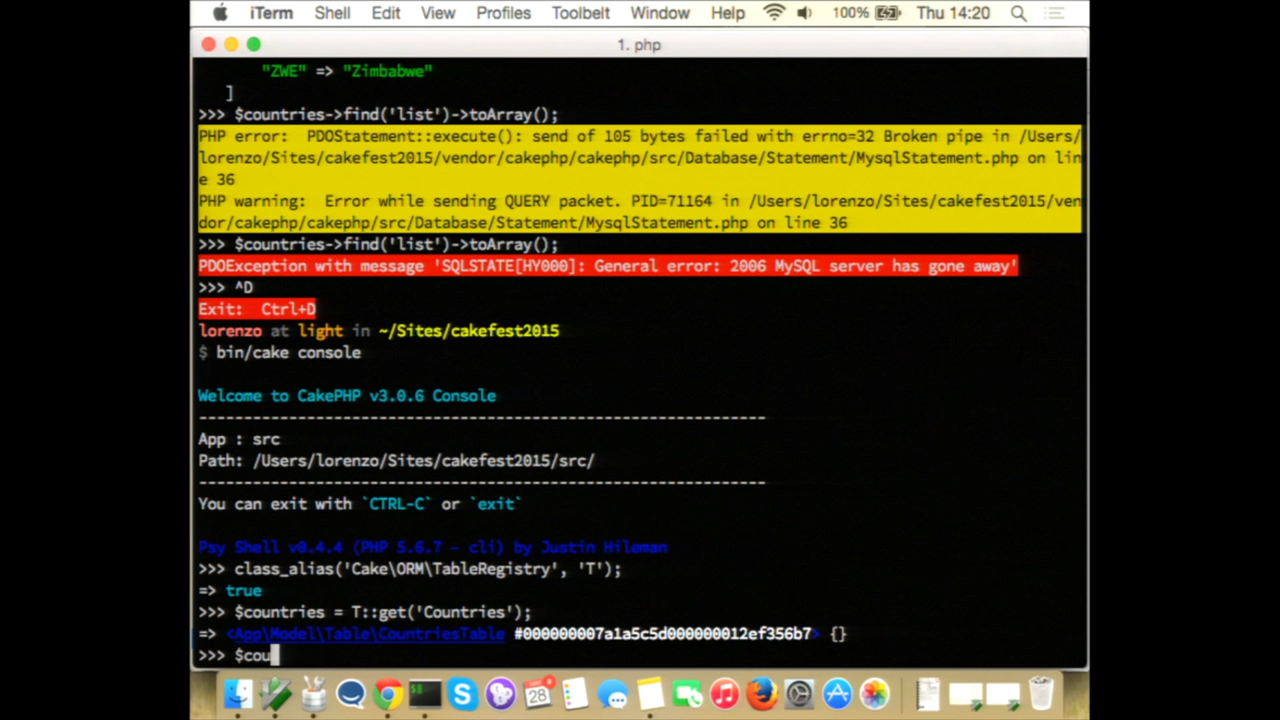 iTerm Shell Edit View Profiles Toolbelt Window Help 100% Thu 14:20
1. php
"ZWE" => "Zimbabwe"
]
>>> $countries->find('list')->toArray();
PHP error:  PDOStatement::execute(): send of 105 bytes failed with errno=32 Broken pipe in /Users/
lorenzo/Sites/cakefest2015/vendor/cakephp/cakephp/src/Database/Statement/MysqlStatement.php on lin
e 36
PHP warning:  Error while sending QUERY packet. PID=71164 in /Users/lorenzo/Sites/cakefest2015/ven
dor/cakephp/cakephp/src/Database/Statement/MysqlStatement.php on line 36
>>> $countries->find('list')->toArray();
PDOException with message 'SQLSTATE[HY000]: General error: 2006 MySQL server has gone away'
>>> ^D
Exit:  Ctrl+D
lorenzo at light in ~/Sites/cakefest2015
$ bin/cake console
Welcome to CakePHP v3.0.6 Console
---------------------------------------------------------------
App : src
Path: /Users/lorenzo/Sites/cakefest2015/src/
---------------------------------------------------------------
You can exit with `CTRL-C` or `exit`
Psy Shell v0.4.4 (PHP 5.6.7 — cli) by Justin Hileman
>>> class_alias('Cake\ORM\TableRegistry', 'T');
=> true
>>> $countries = T::get('Countries');
=> <App\Model\Table\CountriesTable #000000007a1a5c5d000000012ef356b7> {}
>>> $cou
28